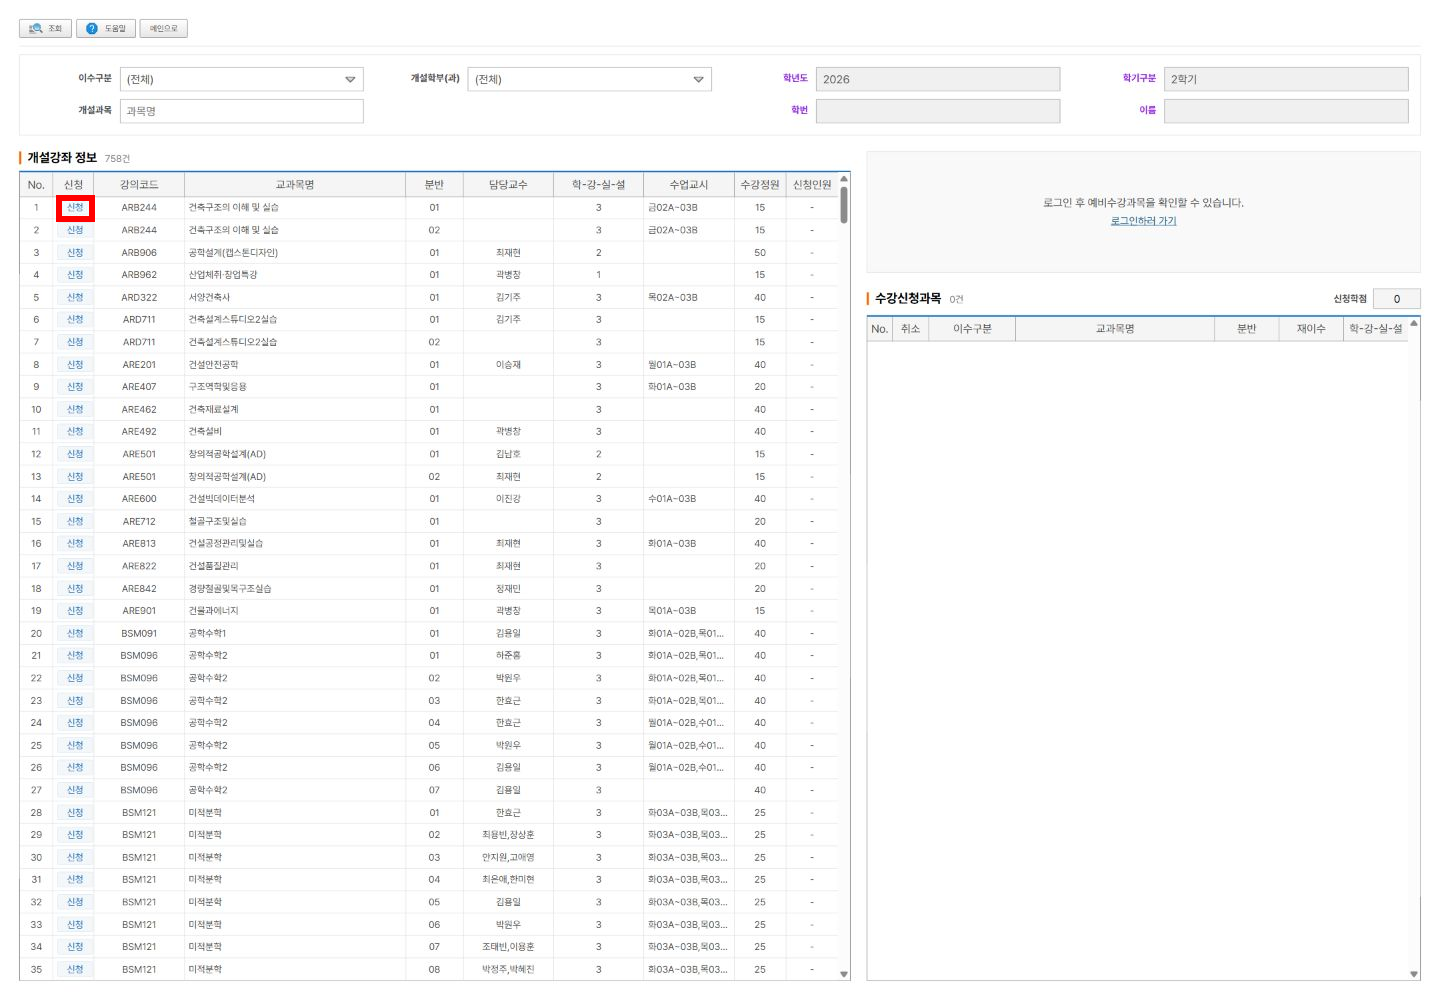 조회 도움말 메인으로
이수구분 (전체) 개설학부(과) (전체) 학년도 2026 학기구분 2학기
개설과목 과목명 학번 이름
개설강좌 정보 758건
No. 신청 강의코드 교과목명 분반 담당교수 학-강-실-설 수업교시 수강정원 신청인원
1 신청 ARB244 건축구조의 이해 및 실습 01 3 금02A~03B 15 -
2 신청 ARB244 건축구조의 이해 및 실습 02 3 금02A~03B 15 -
3 신청 ARB906 공학설계(캡스톤디자인) 01 최재현 2 50 -
4 신청 ARB962 산업체취·창업특강 01 곽병창 1 15 -
5 신청 ARD322 서양건축사 01 김기주 3 목02A~03B 40 -
6 신청 ARD711 건축설계스튜디오2실습 01 김기주 3 15 -
7 신청 ARD711 건축설계스튜디오2실습 02 3 15 -
8 신청 ARE201 건설안전공학 01 이승재 3 월01A~03B 40 -
9 신청 ARE407 구조역학및응용 01 3 화01A~03B 20 -
10 신청 ARE462 건축재료설계 01 3 40 -
11 신청 ARE492 건축설비 01 곽병창 3 40 -
12 신청 ARE501 창의적공학설계(AD) 01 김남호 2 15 -
13 신청 ARE501 창의적공학설계(AD) 02 최재현 2 15 -
14 신청 ARE600 건설빅데이터분석 01 이진강 3 수01A~03B 40 -
15 신청 ARE712 철골구조및실습 01 3 20 -
16 신청 ARE813 건설공정관리및실습 01 최재현 3 화01A~03B 40 -
17 신청 ARE822 건설품질관리 01 최재현 3 20 -
18 신청 ARE842 경량철골및목구조실습 01 정재민 3 20 -
19 신청 ARE901 건물과에너지 01 곽병창 3 목01A~03B 15 -
20 신청 BSM091 공학수학1 01 김용일 3 화01A~02B,목01... 40 -
21 신청 BSM096 공학수학2 01 하준홍 3 화01A~02B,목01... 40 -
22 신청 BSM096 공학수학2 02 박원우 3 화01A~02B,목01... 40 -
23 신청 BSM096 공학수학2 03 한효근 3 화01A~02B,목01... 40 -
24 신청 BSM096 공학수학2 04 한효근 3 월01A~02B,수01... 40 -
25 신청 BSM096 공학수학2 05 박원우 3 월01A~02B,수01... 40 -
26 신청 BSM096 공학수학2 06 김용일 3 월01A~02B,수01... 40 -
27 신청 BSM096 공학수학2 07 김용일 3 40 -
28 신청 BSM121 미적분학 01 한효근 3 화03A~03B,목03... 25 -
29 신청 BSM121 미적분학 02 최용빈,장상훈 3 화03A~03B,목03... 25 -
30 신청 BSM121 미적분학 03 안지원,고애영 3 화03A~03B,목03... 25 -
31 신청 BSM121 미적분학 04 최은애,한미현 3 화03A~03B,목03... 25 -
32 신청 BSM121 미적분학 05 김용일 3 화03A~03B,목03... 25 -
33 신청 BSM121 미적분학 06 박원우 3 화03A~03B,목03... 25 -
34 신청 BSM121 미적분학 07 조태빈,이용훈 3 화03A~03B,목03... 25 -
35 신청 BSM121 미적분학 08 박정주,박혜진 3 화03A~03B,목03... 25 -
로그인 후 예비수강과목을 확인할 수 있습니다.
로그인하러 가기
수강신청과목 0건 신청학점 0
No. 취소 이수구분 교과목명 분반 재이수 학-강-실-설